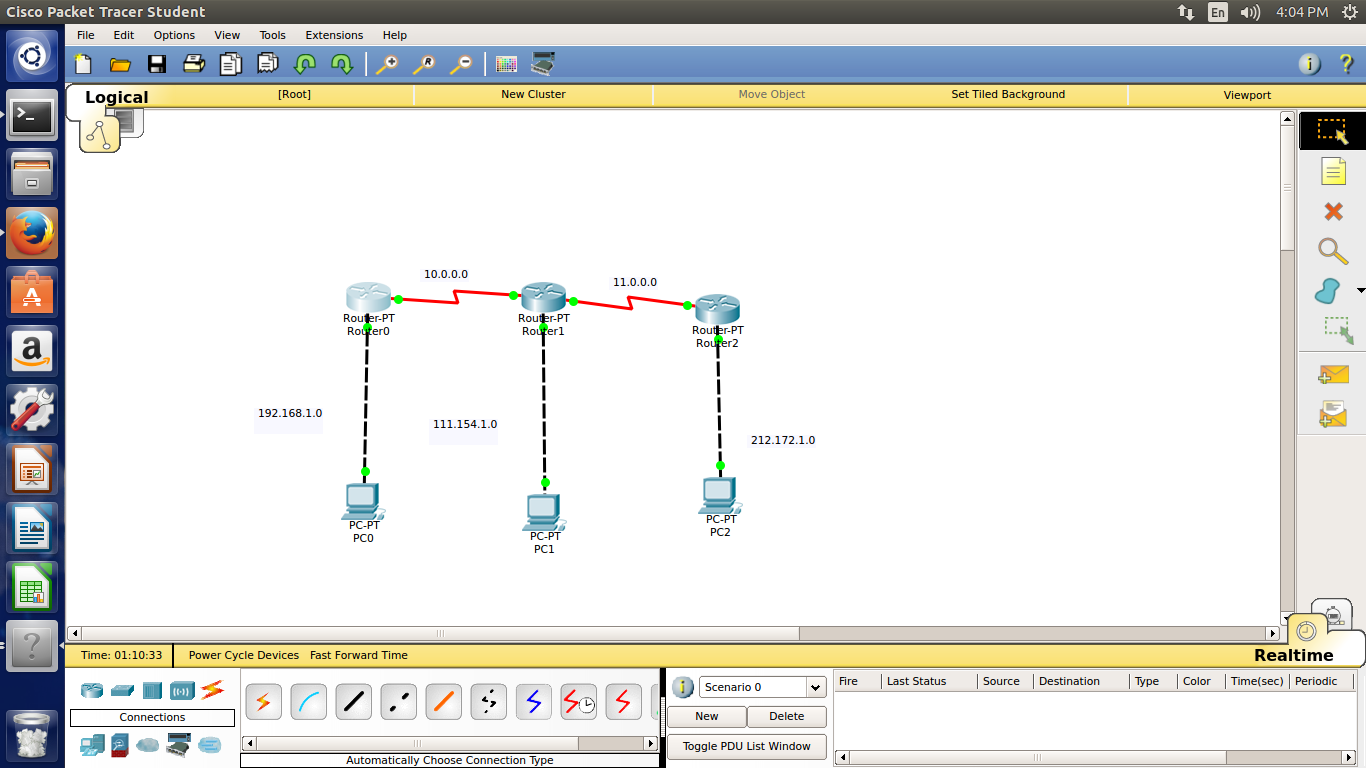 Cisco Packet Tracer Student
En
4:04 PM
File Edit Options View Tools Extensions Help
Logical
[Root]
New Cluster
Move Object
Set Tiled Background
Viewport
10.0.0.0
11.0.0.0
Router-PT
Router0
Router-PT
Router1
Router-PT
Router2
192.168.1.0
111.154.1.0
212.172.1.0
PC-PT
PC0
PC-PT
PC1
PC-PT
PC2
Time: 01:10:33
Power Cycle Devices Fast Forward Time
Realtime
Connections
Automatically Choose Connection Type
Scenario 0
New
Delete
Toggle PDU List Window
Fire Last Status Source Destination Type Color Time(sec) Periodic